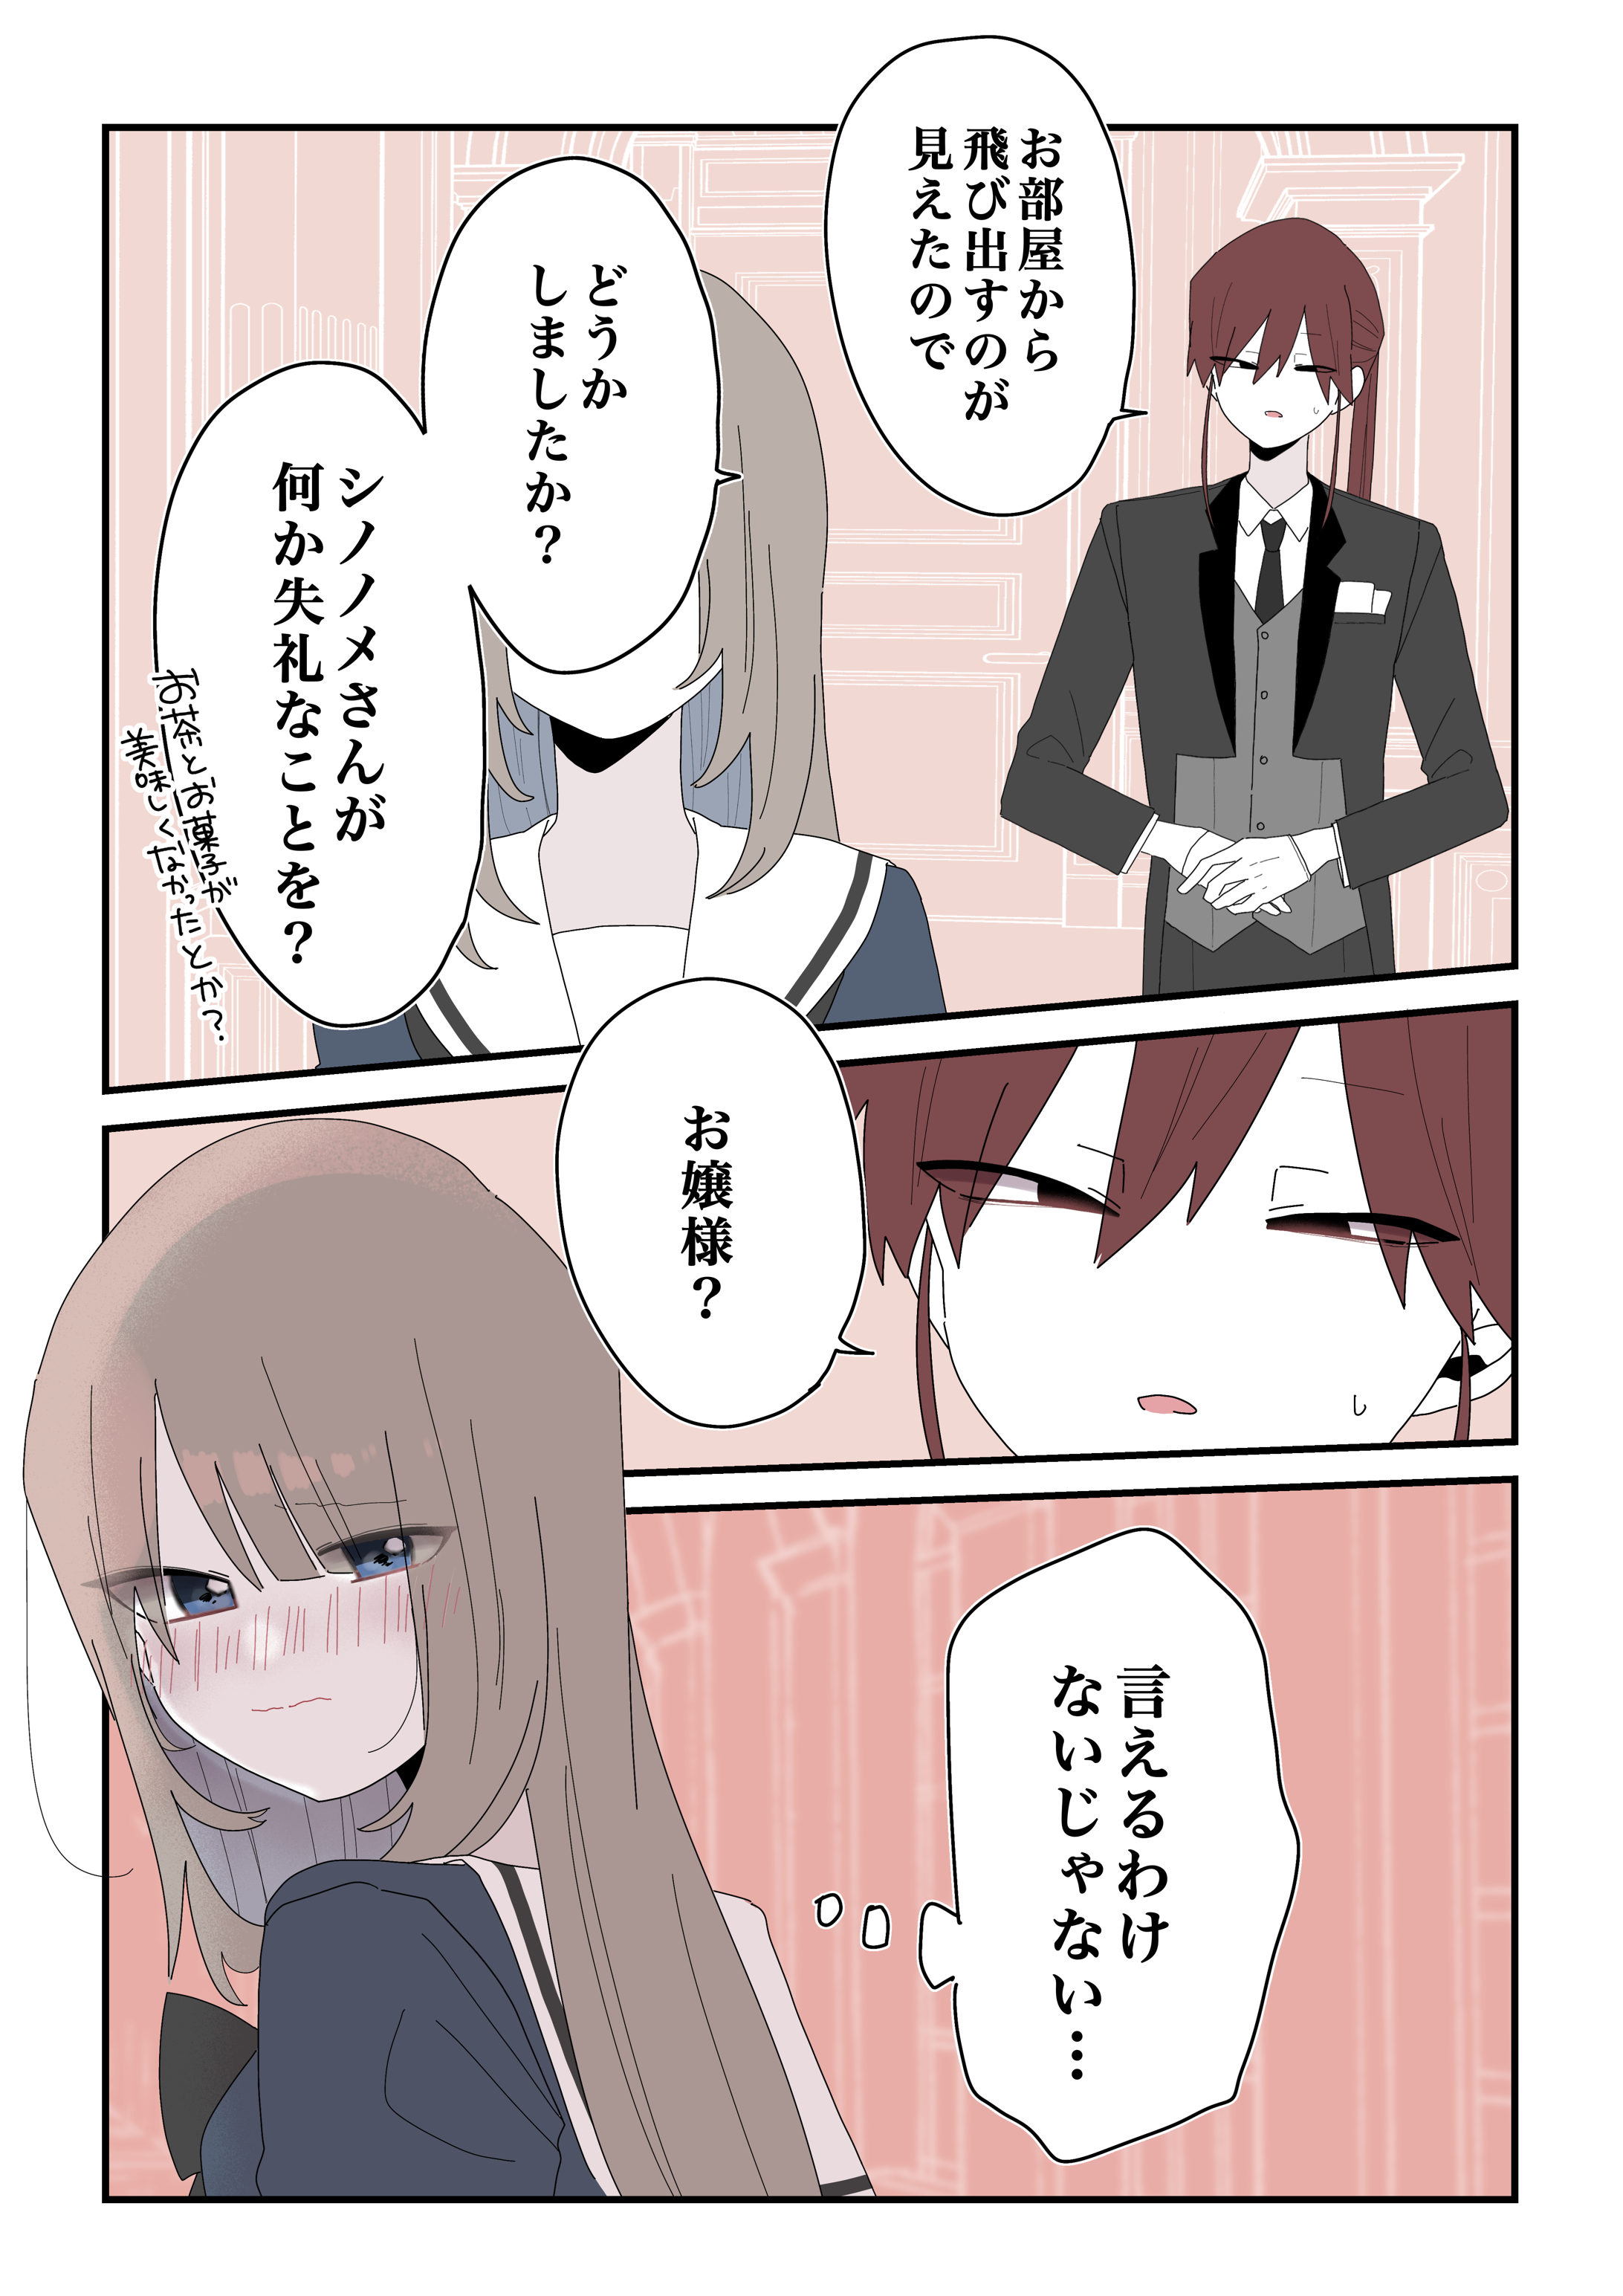 お部屋から
飛び出すのが
見えたので
どうか
しましたか？
シノノメさんが
何か失礼なことを？
お茶とお菓子が
美味しくなかったとか？
お嬢様？
言えるわけ
ないじゃない…